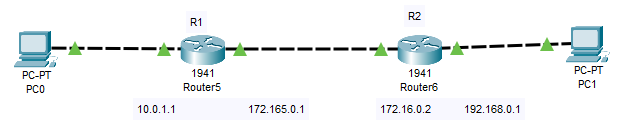 R1
R2
PC-PT
PC0
1941
Router5
1941
Router6
PC-PT
PC1
10.0.1.1
172.165.0.1
172.16.0.2
192.168.0.1